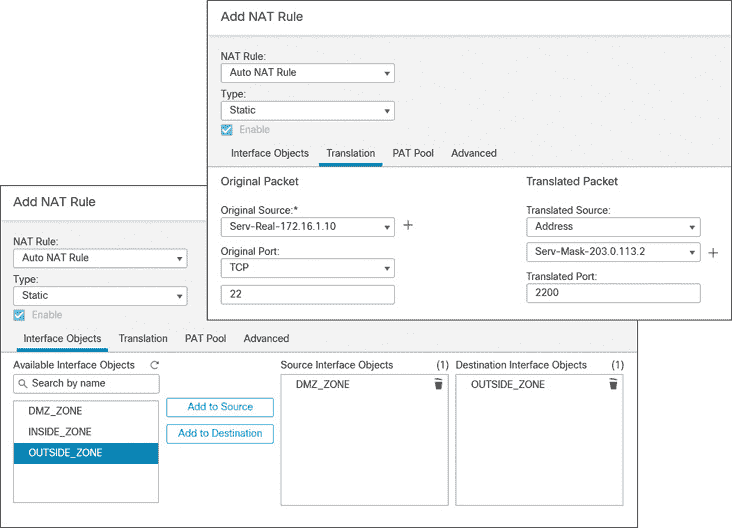 Add NAT Rule
NAT Rule:
Auto NAT Rule
Type:
Static
Enable
Interface Objects Translation PAT Pool Advanced
Original Packet
Translated Packet
Original Source:*
Serv-Real-172.16.1.10
Original Port:
TCP
22
Translated Source:
Address
Serv-Mask-203.0.113.2
Translated Port:
2200
Add NAT Rule
NAT Rule:
Auto NAT Rule
Type:
Static
Enable
Interface Objects Translation PAT Pool Advanced
Available Interface Objects
Search by name
DMZ_ZONE
INSIDE_ZONE
OUTSIDE_ZONE
Add to Source
Add to Destination
Source Interface Objects (1)
DMZ_ZONE
Destination Interface Objects (1)
OUTSIDE_ZONE